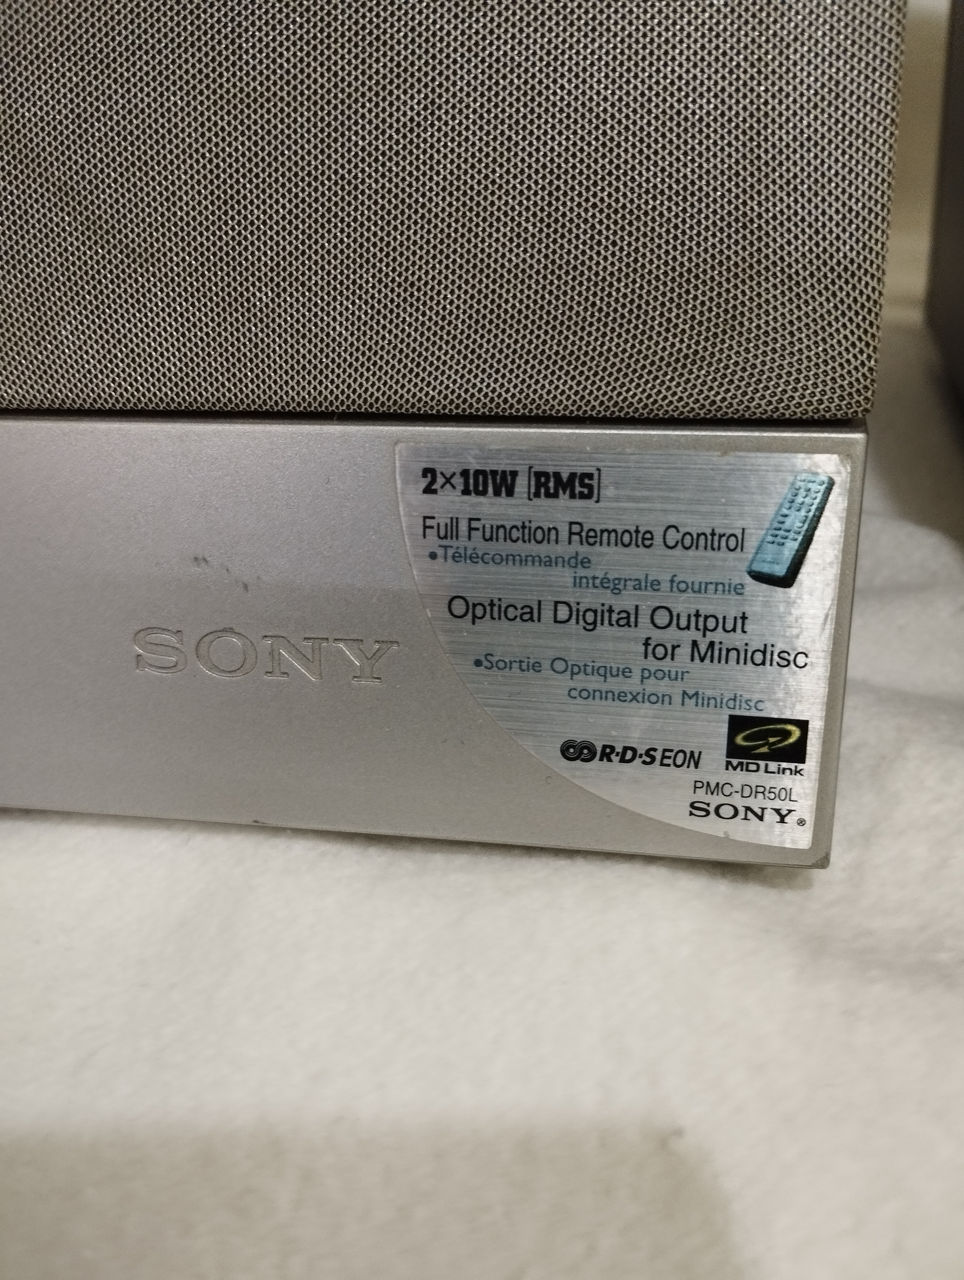 SONY
2×10W [RMS]
Full Function Remote Control
•Télécommande
intégrale fournie
Optical Digital Output
for Minidisc
•Sortie Optique pour
connexion Minidisc
R·D·S EON
MD Link
PMC-DR50L
SONY®